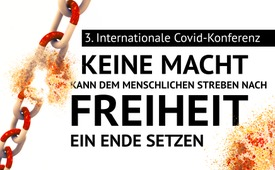 3. Internationale Covid-Konferenz
KEINE MACHT
KANN DEM MENSCHLICHEN STREBEN NACH
FREIHEIT
EIN ENDE SETZEN